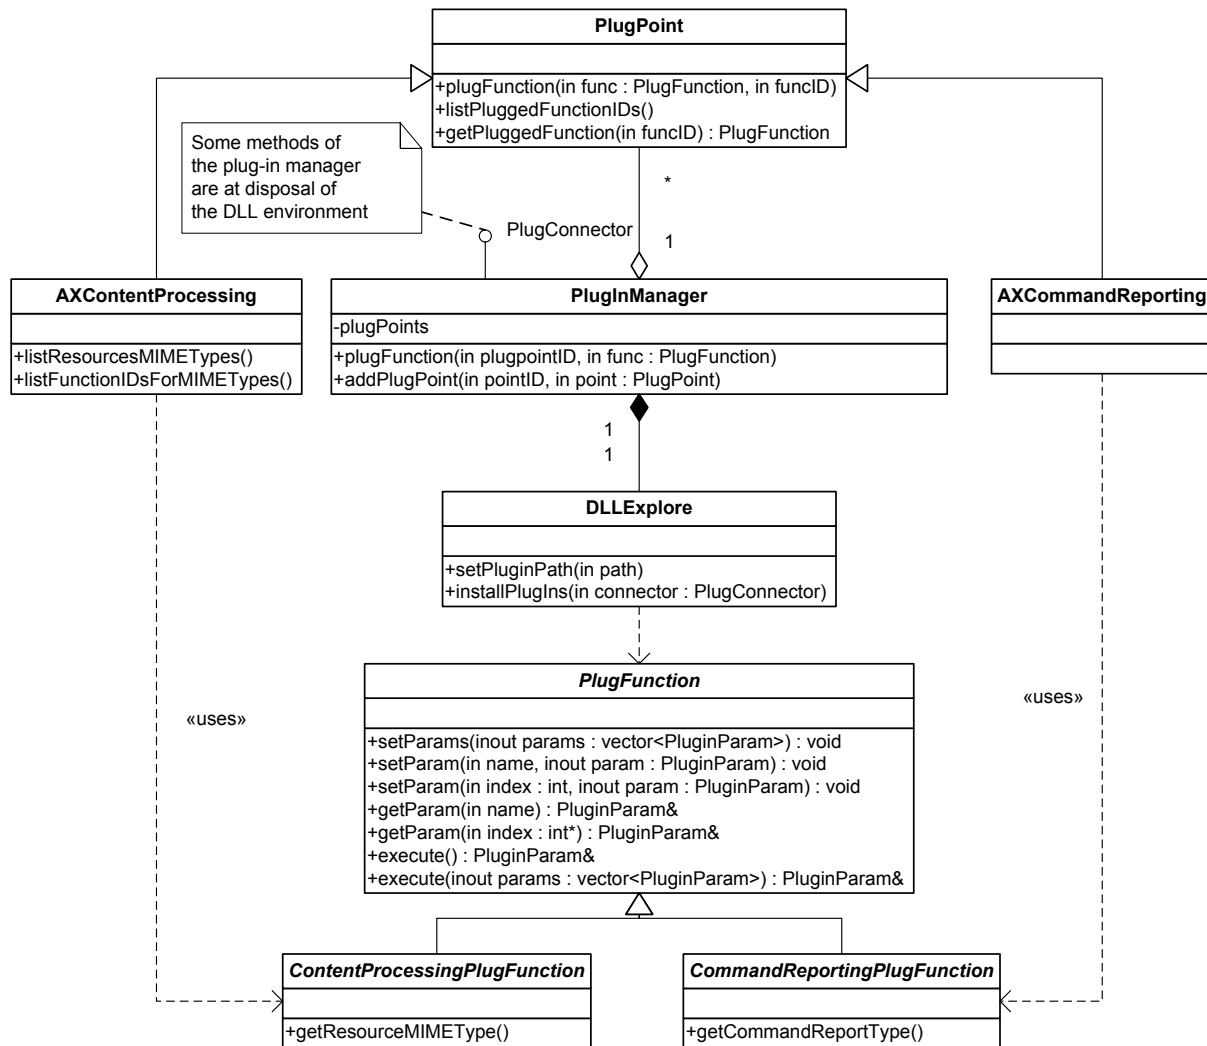 PlugPoint
+plugFunction(in func : PlugFunction, in funcID)
+listPluggedFunctionIDs()
+getPluggedFunction(in funcID) : PlugFunction
Some methods of
the plug-in manager
are at disposal of
the DLL environment
*
PlugConnector
1
AXContentProcessing
+listResourcesMIMETypes()
+listFunctionIDsForMIMETypes()
PlugInManager
-plugPoints
+plugFunction(in plugpointID, in func : PlugFunction)
+addPlugPoint(in pointID, in point : PlugPoint)
AXCommandReporting
1
1
DLLExplore
+setPluginPath(in path)
+installPlugIns(in connector : PlugConnector)
PlugFunction
+setParams(inout params : vector<PluginParam>) : void
+setParam(in name, inout param : PluginParam) : void
+setParam(in index : int, inout param : PluginParam) : void
+getParam(in name) : PluginParam&
+getParam(in index : int*) : PluginParam&
+execute() : PluginParam&
+execute(inout params : vector<PluginParam>) : PluginParam&
«uses»
«uses»
ContentProcessingPlugFunction
+getResourceMIMEType()
CommandReportingPlugFunction
+getCommandReportType()